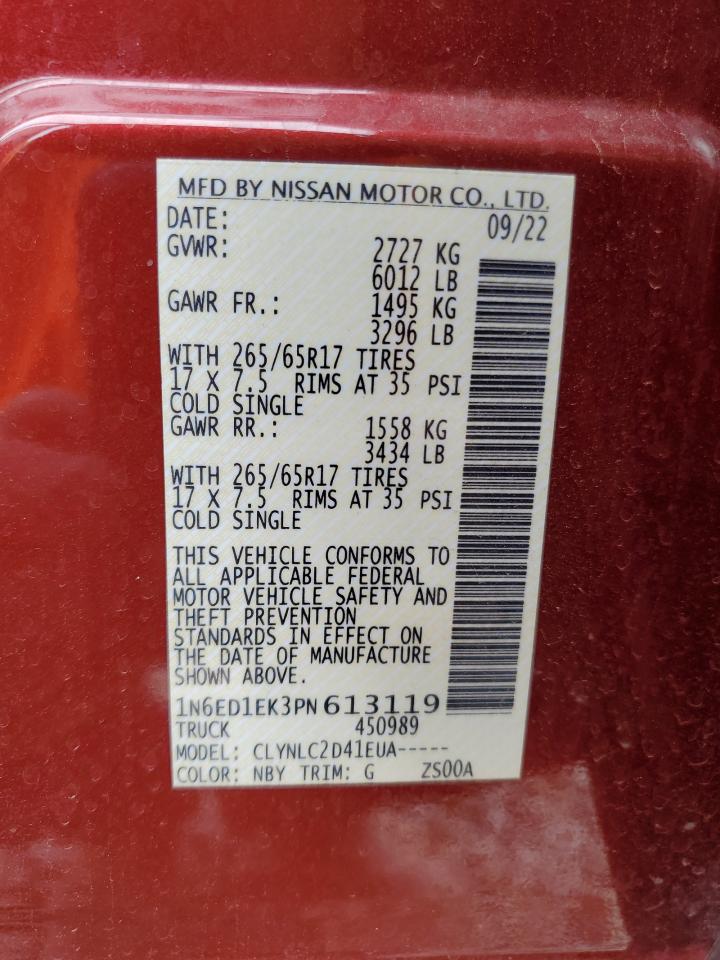 MFD BY NISSAN MOTOR CO., LTD.
DATE: 09/22
GVWR: 2727 KG
6012 LB
GAWR FR.: 1495 KG
3296 LB
WITH 265/65R17 TIRES
17 X 7.5 RIMS AT 35 PSI
COLD SINGLE
GAWR RR.: 1558 KG
3434 LB
WITH 265/65R17 TIRES
17 X 7.5 RIMS AT 35 PSI
COLD SINGLE
THIS VEHICLE CONFORMS TO
ALL APPLICABLE FEDERAL
MOTOR VEHICLE SAFETY AND
THEFT PREVENTION
STANDARDS IN EFFECT ON
THE DATE OF MANUFACTURE
SHOWN ABOVE.
1N6ED1EK3PN613119
TRUCK 450989
MODEL: CLYNLC2D41EUA-----
COLOR: NBY TRIM: G ZS00A